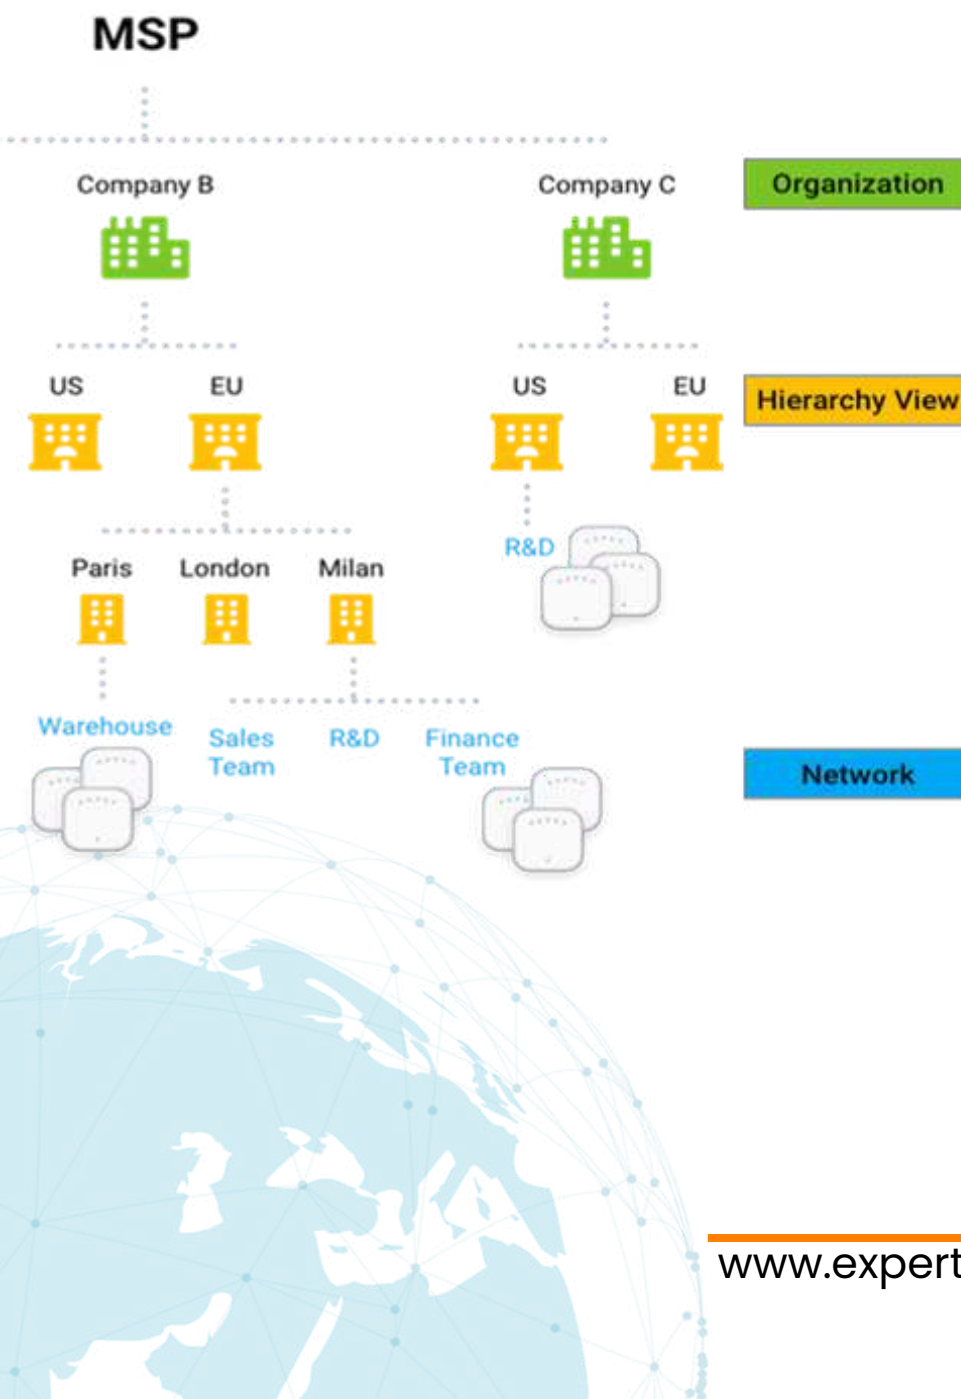 MSP
Company B
Company C
Organization
US
EU
US
EU
Hierarchy View
R&D
Paris
London
Milan
Warehouse
Sales
Team
R&D
Finance
Team
Network
www.expert